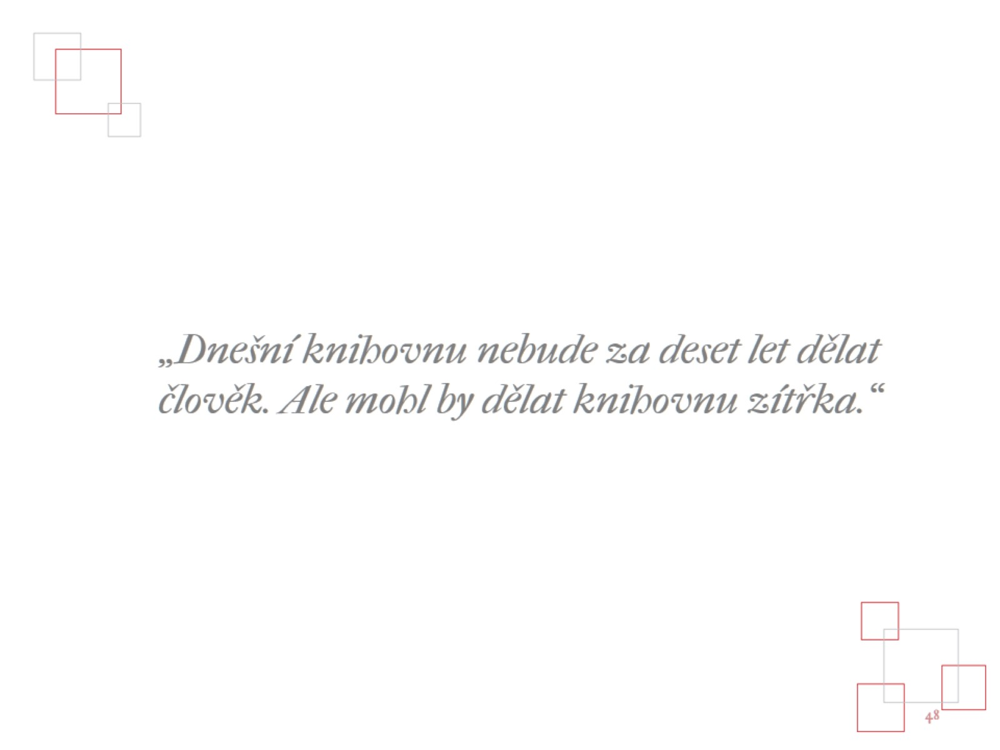 „Dnešní knihovnu nebude za deset let dělat
člověk. Ale mohl by dělat knihovnu zítřka.“
48